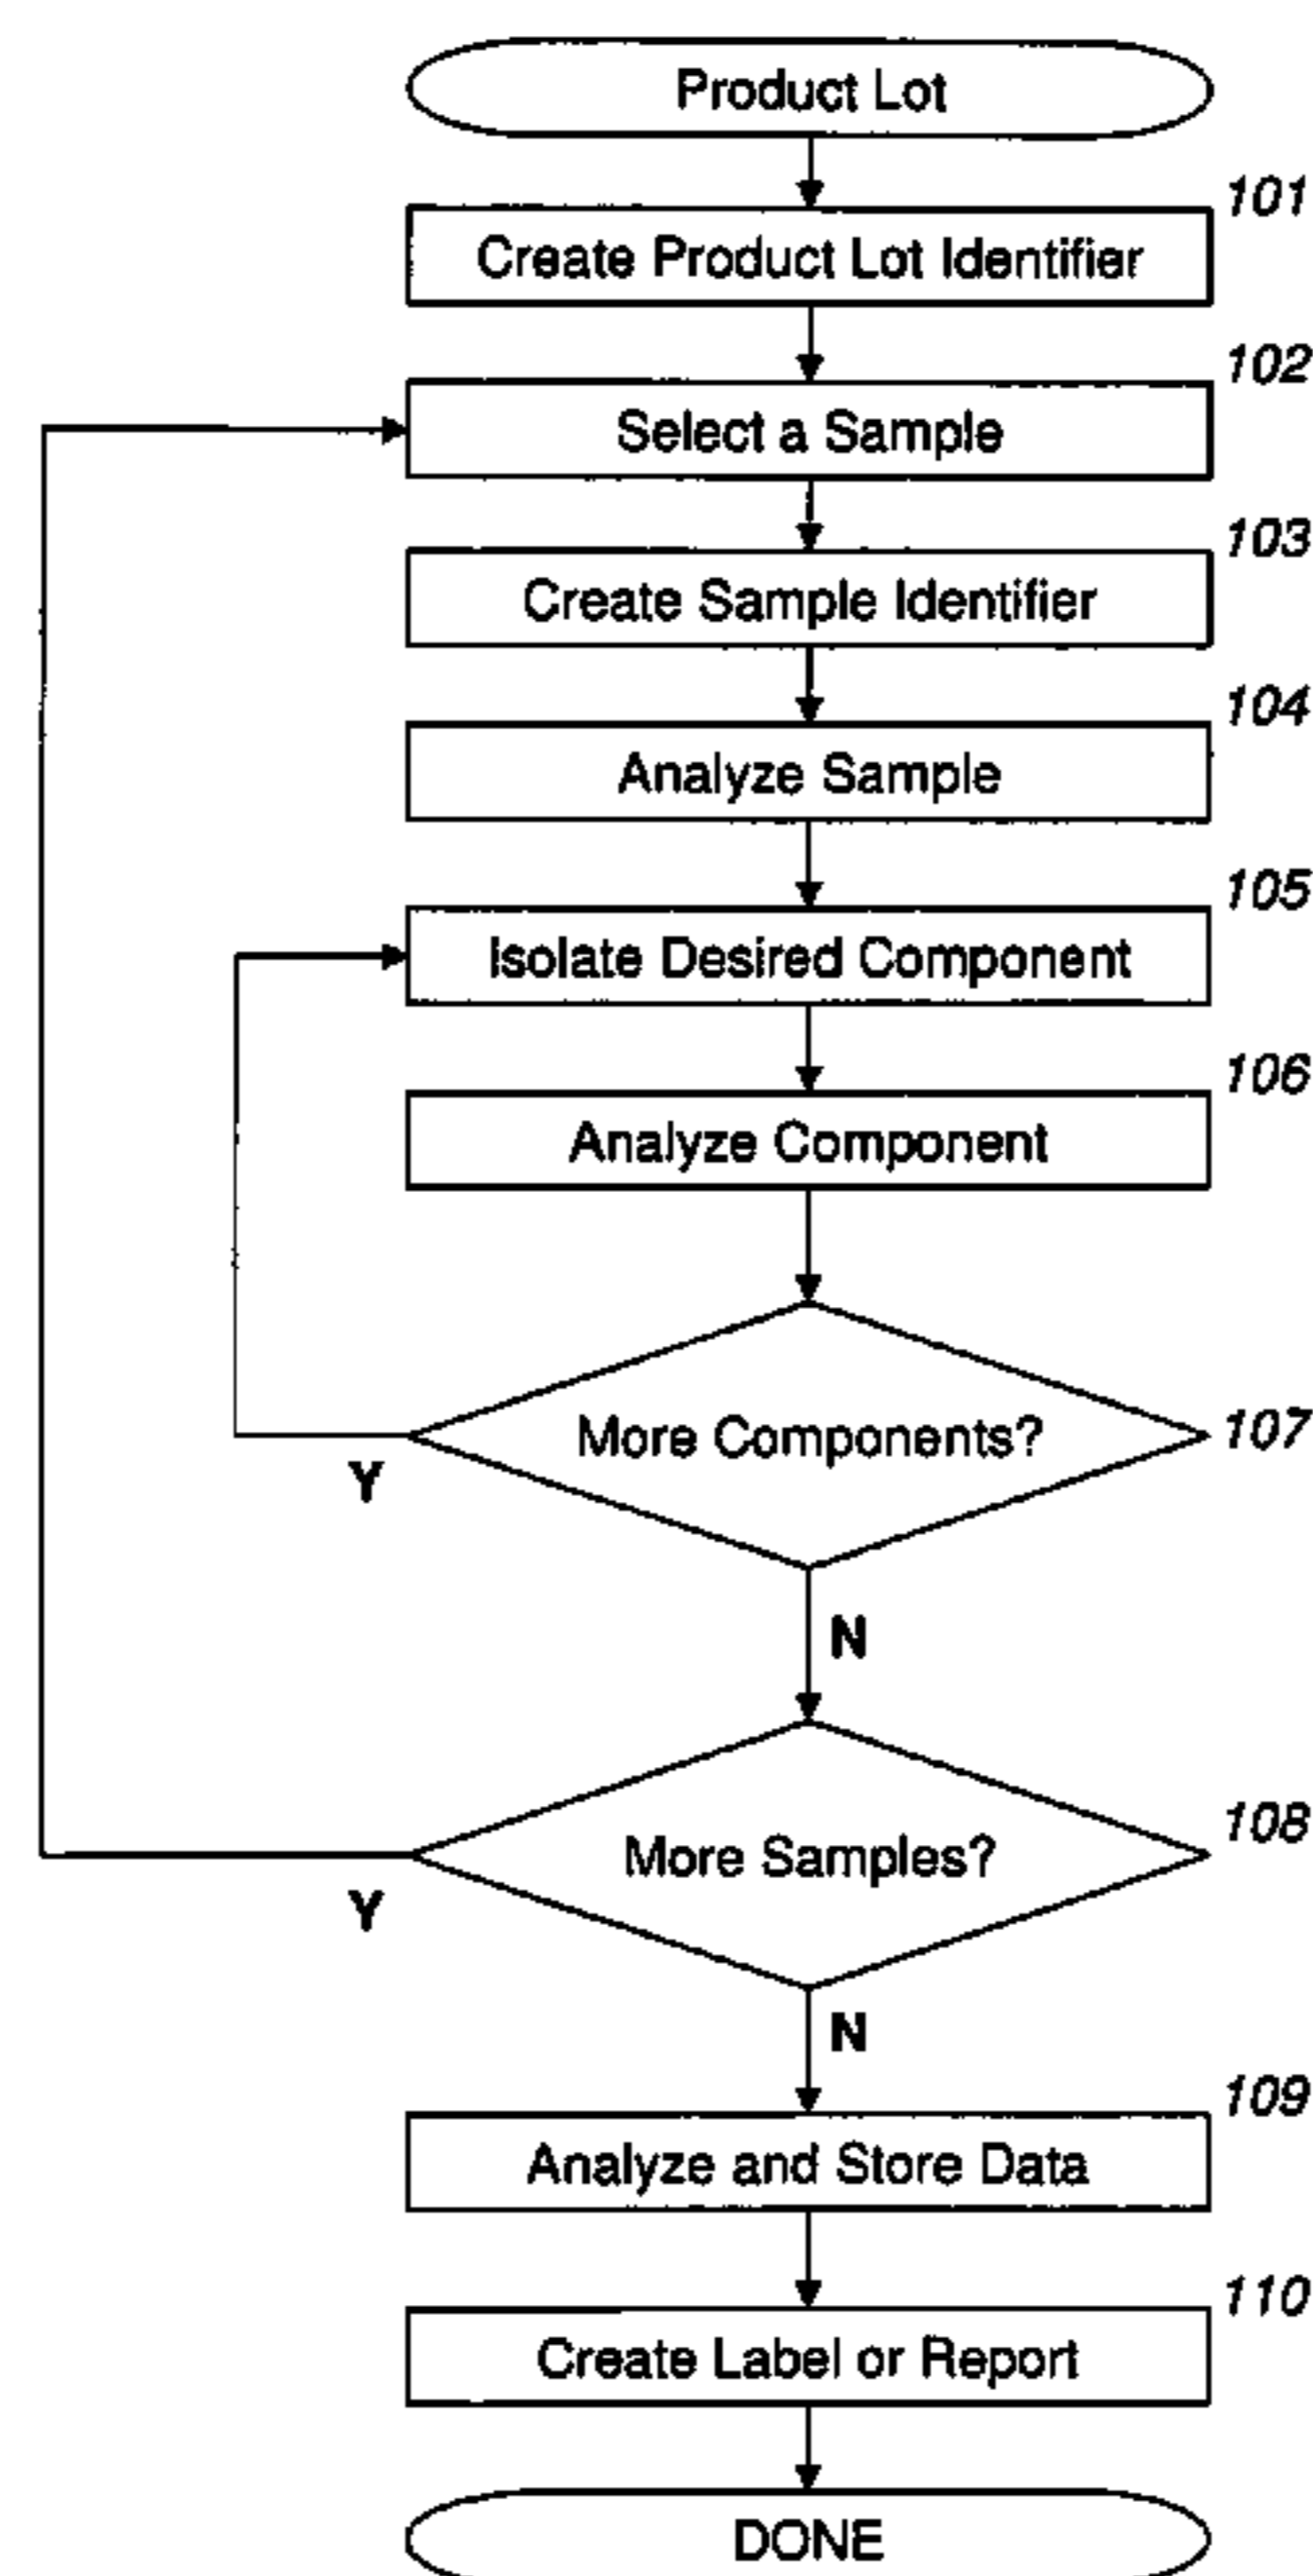 Product Lot
101
Create Product Lot Identifier
102
Select a Sample
103
Create Sample Identifier
104
Analyze Sample
105
Isolate Desired Component
106
Analyze Component
More Components?
107
Y
N
More Samples?
108
Y
N
109
Analyze and Store Data
110
Create Label or Report
DONE